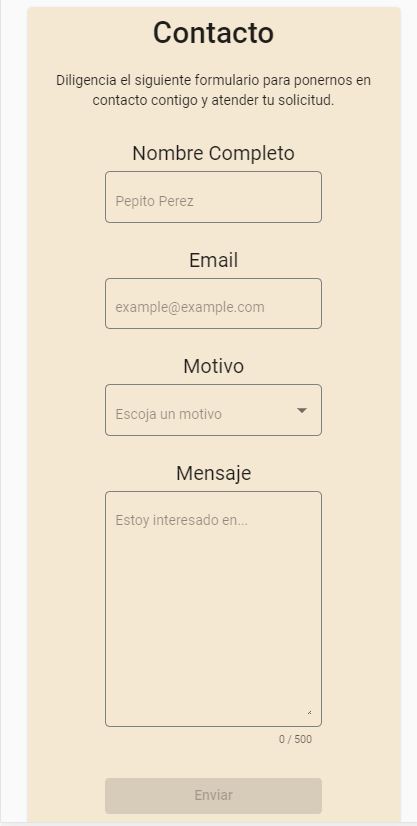 Contacto
Diligencia el siguiente formulario para ponernos en
contacto contigo y atender tu solicitud.
Nombre Completo
Pepito Perez
Email
example@example.com
Motivo
Escoja un motivo
Mensaje
Estoy interesado en...
0 / 500
Enviar